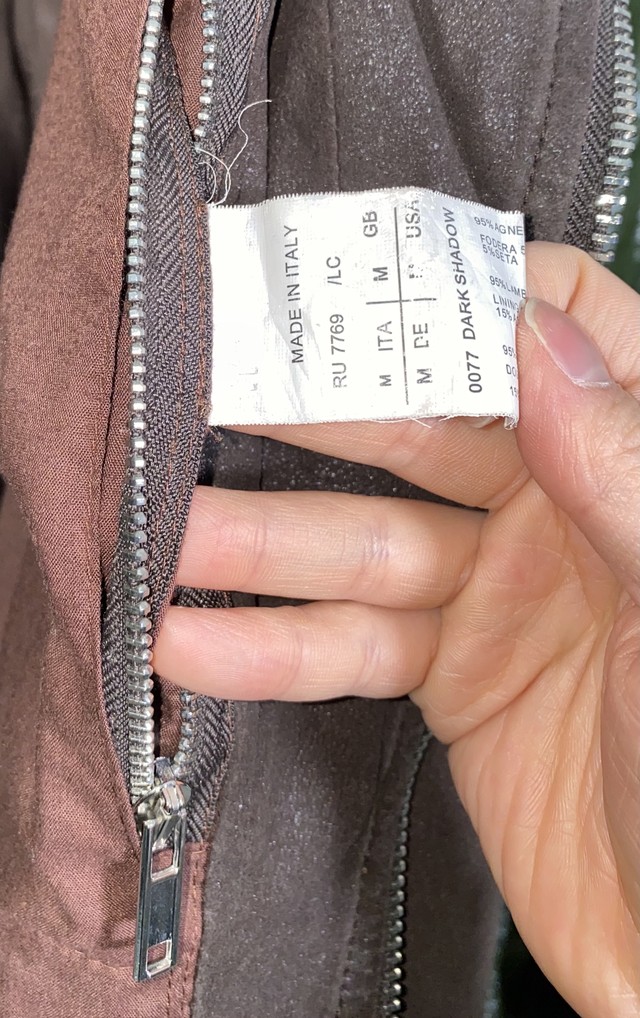 MADE IN ITALY
RU 7769 /LC
M ITA M GB
M DE USA
0077 DARK SHADOW
95%AGNE
FODERA
5%SETA
95%LAMB
LINING
15%
95%
DO